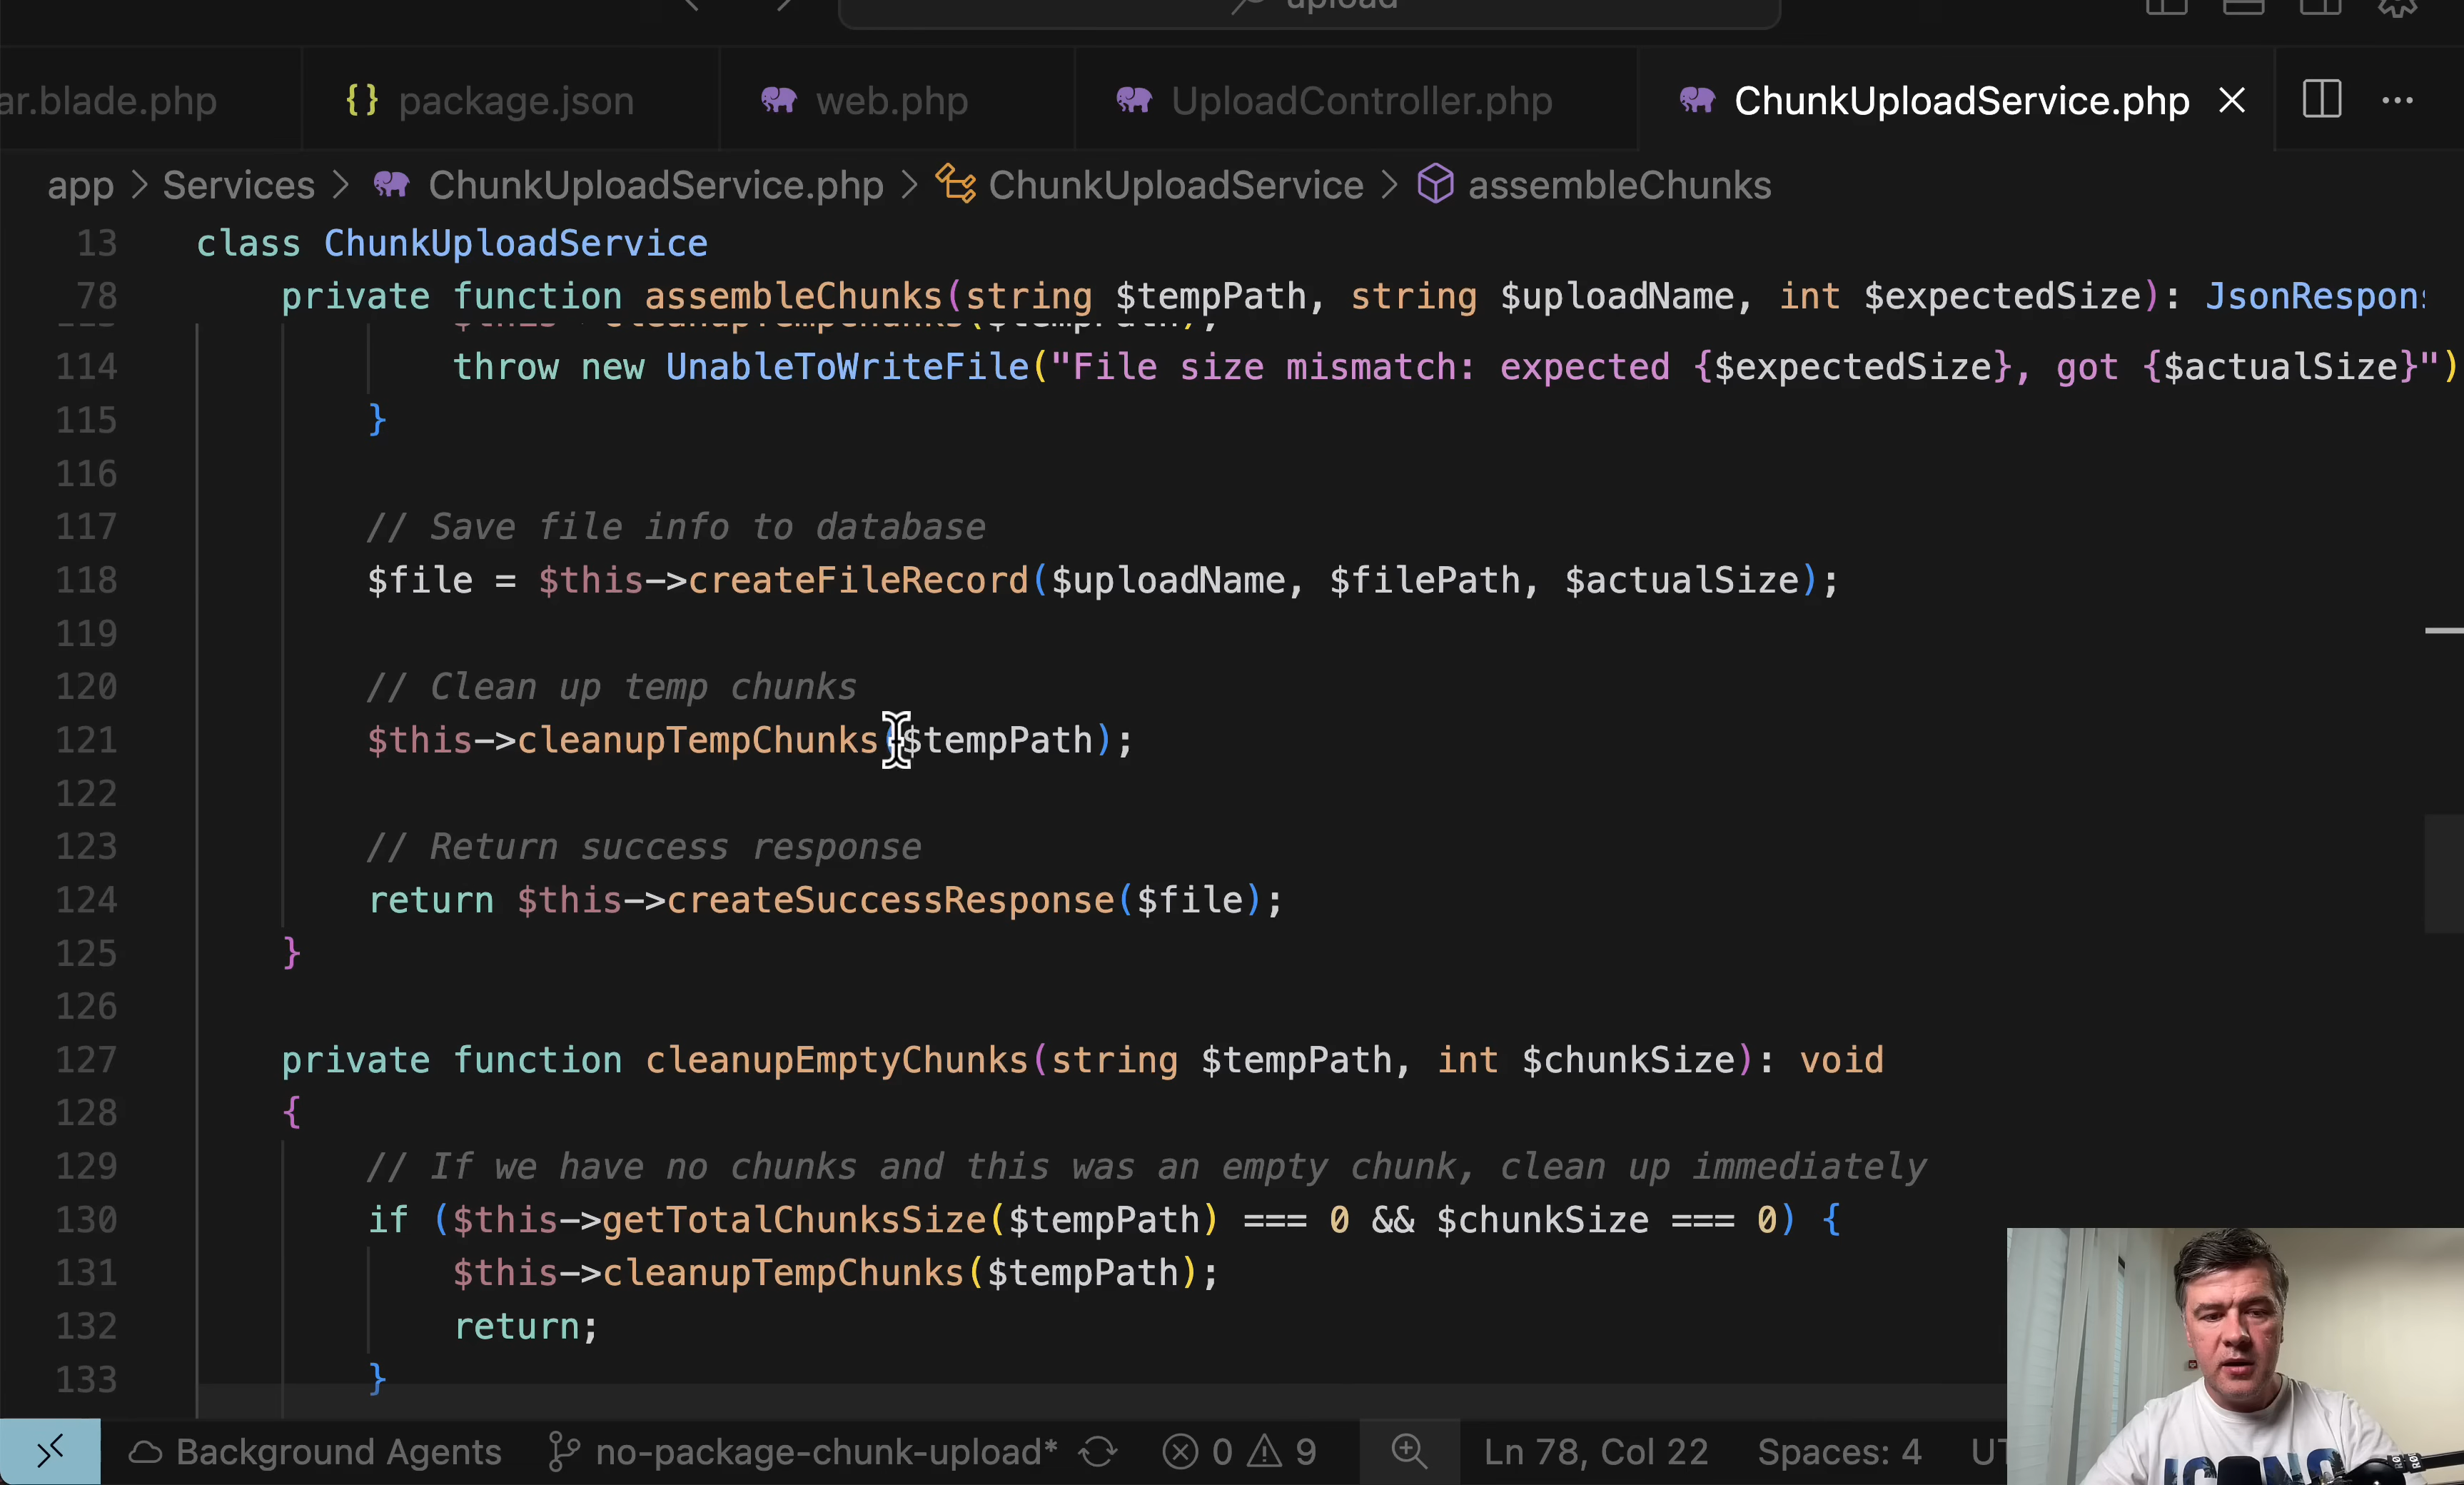 upload
ar.blade.php
package.json
web.php
UploadController.php
ChunkUploadService.php
app > Services > ChunkUploadService.php > ChunkUploadService > assembleChunks
13 class ChunkUploadService
78 private function assembleChunks(string $tempPath, string $uploadName, int $expectedSize): JsonRespons
$this->cleanupTempChunks($tempPath);
114 throw new UnableToWriteFile("File size mismatch: expected {$expectedSize}, got {$actualSize}")
115 }
116
117 // Save file info to database
118 $file = $this->createFileRecord($uploadName, $filePath, $actualSize);
119
120 // Clean up temp chunks
121 $this->cleanupTempChunks($tempPath);
122
123 // Return success response
124 return $this->createSuccessResponse($file);
125 }
126
127 private function cleanupEmptyChunks(string $tempPath, int $chunkSize): void
128 {
129 // If we have no chunks and this was an empty chunk, clean up immediately
130 if ($this->getTotalChunksSize($tempPath) === 0 && $chunkSize === 0) {
131 $this->cleanupTempChunks($tempPath);
132 return;
133 }
Background Agents no-package-chunk-upload* 0 9 Ln 78, Col 22 Spaces: 4